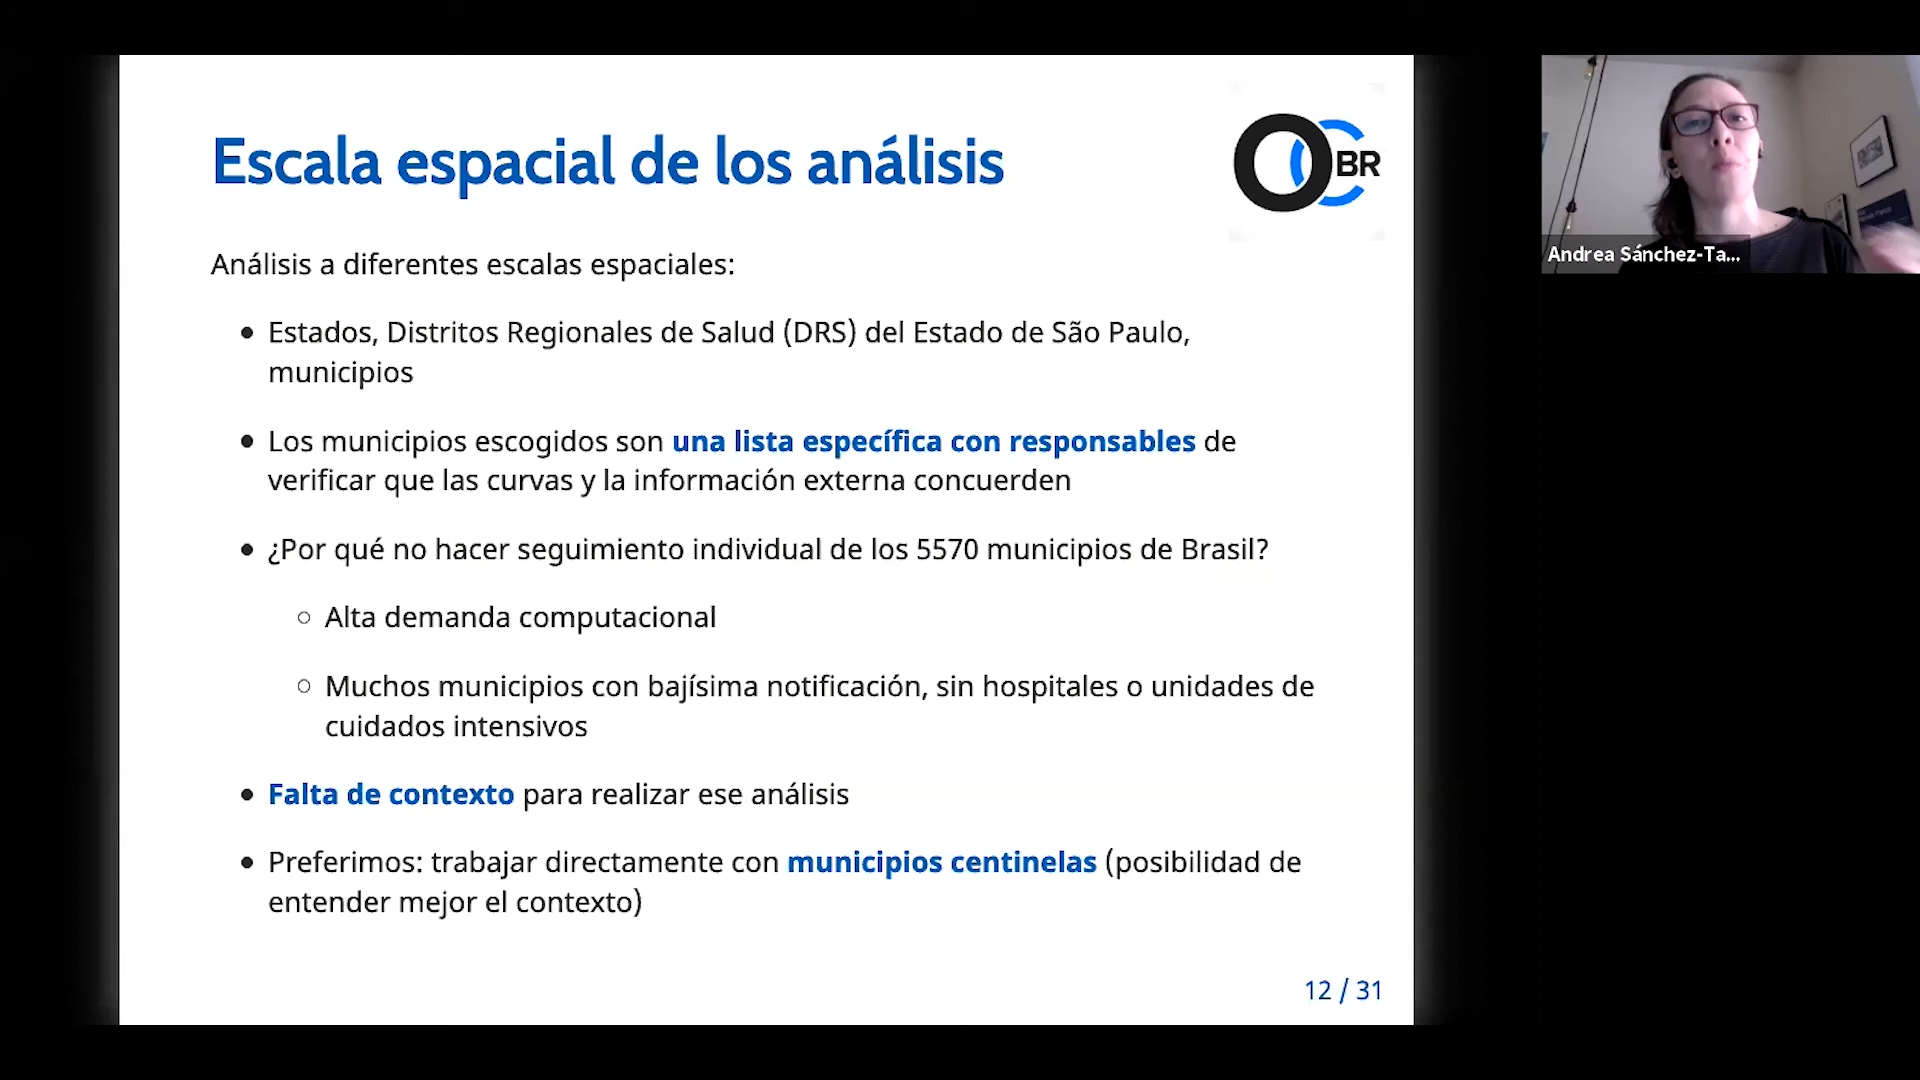 Escala espacial de los análisis
BR
Análisis a diferentes escalas espaciales:
Estados, Distritos Regionales de Salud (DRS) del Estado de São Paulo,
municipios
Los municipios escogidos son una lista específica con responsables de
verificar que las curvas y la información externa concuerden
¿Por qué no hacer seguimiento individual de los 5570 municipios de Brasil?
Alta demanda computacional
Muchos municipios con bajísima notificación, sin hospitales o unidades de
cuidados intensivos
Falta de contexto para realizar ese análisis
Preferimos: trabajar directamente con municipios centinelas (posibilidad de
entender mejor el contexto)
12 / 31
Andrea Sánchez-Ta...